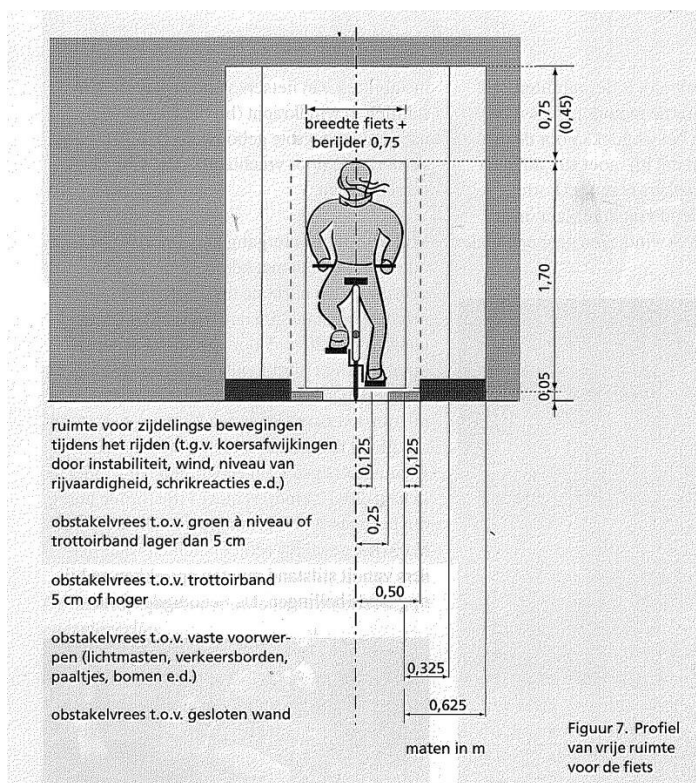 breedte fiets +
berijder 0,75
0,75
(0,45)
1,70
0,05
ruimte voor zijdelingse bewegingen
tijdens het rijden (t.g.v. koersafwijkingen
door instabiliteit, wind, niveau van
rijvaardigheid, schrikreacties e.d.)
0,125
0,125
obstakelvrees t.o.v. groen à niveau of
trottoirband lager dan 5 cm
0,25
obstakelvrees t.o.v. trottoirband
5 cm of hoger
0,50
obstakelvrees t.o.v. vaste voorwer-
pen (lichtmasten, verkeersborden,
paaltjes, bomen e.d.)
0,325
obstakelvrees t.o.v. gesloten wand
0,625
maten in m
Figuur 7. Profiel
van vrije ruimte
voor de fiets